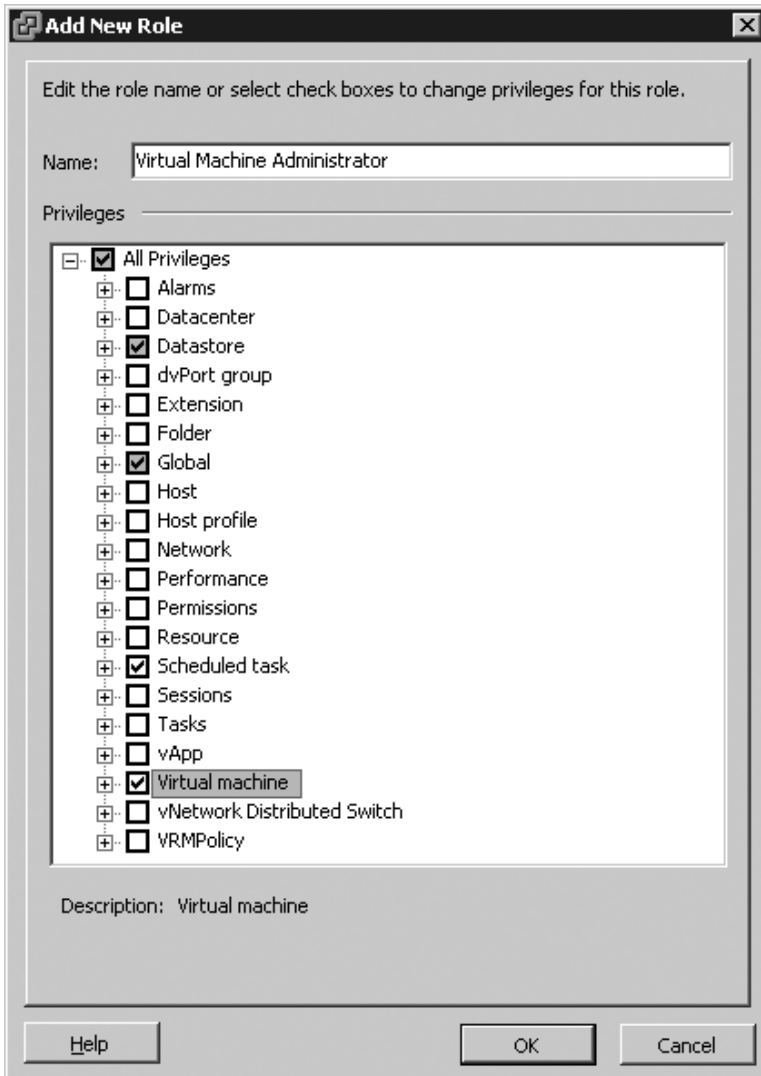 Add New Role
Edit the role name or select check boxes to change privileges for this role.
Name: Virtual Machine Administrator
Privileges
All Privileges
Alarms
Datacenter
Datastore
dvPort group
Extension
Folder
Global
Host
Host profile
Network
Performance
Permissions
Resource
Scheduled task
Sessions
Tasks
vApp
Virtual machine
vNetwork Distributed Switch
VRMPolicy
Description: Virtual machine
Help OK Cancel